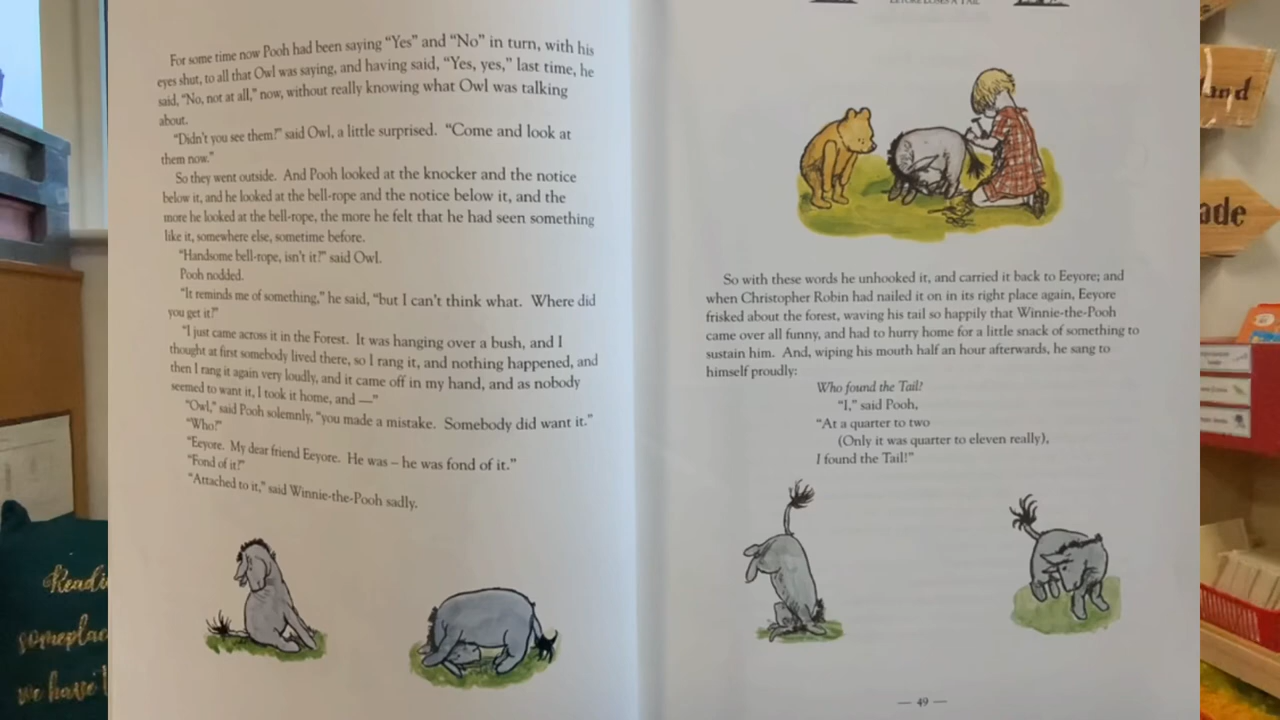 For some time now Pooh had been saying “Yes” and “No” in turn, with his
eyes shut, to all that Owl was saying, and having said, “Yes, yes,” last time, he
said, “No, not at all,” now, without really knowing what Owl was talking
about.
“Didn’t you see them?” said Owl, a little surprised. “Come and look at
them now.”
So they went outside. And Pooh looked at the knocker and the notice
below it, and he looked at the bell-rope and the notice below it, and the
more he looked at the bell-rope, the more he felt that he had seen something
like it, somewhere else, sometime before.
“Handsome bell-rope, isn’t it?” said Owl.
Pooh nodded.
“It reminds me of something,” he said, “but I can’t think what. Where did
you get it?”
“I just came across it in the Forest. It was hanging over a bush, and I
thought at first somebody lived there, so I rang it, and nothing happened, and
then I rang it again very loudly, and it came off in my hand, and as nobody
seemed to want it, I took it home, and —”
“Owl,” said Pooh solemnly, “you made a mistake. Somebody did want it.”
“Who?”
“Eeyore. My dear friend Eeyore. He was – he was fond of it.”
“Fond of it?”
“Attached to it,” said Winnie-the-Pooh sadly.
So with these words he unhooked it, and carried it back to Eeyore; and
when Christopher Robin had nailed it on in its right place again, Eeyore
frisked about the forest, waving his tail so happily that Winnie-the-Pooh
came over all funny, and had to hurry home for a little snack of something to
sustain him. And, wiping his mouth half an hour afterwards, he sang to
himself proudly:
Who found the Tail?
“I,” said Pooh,
“At a quarter to two
(Only it was quarter to eleven really),
I found the Tail!”
— 49 —